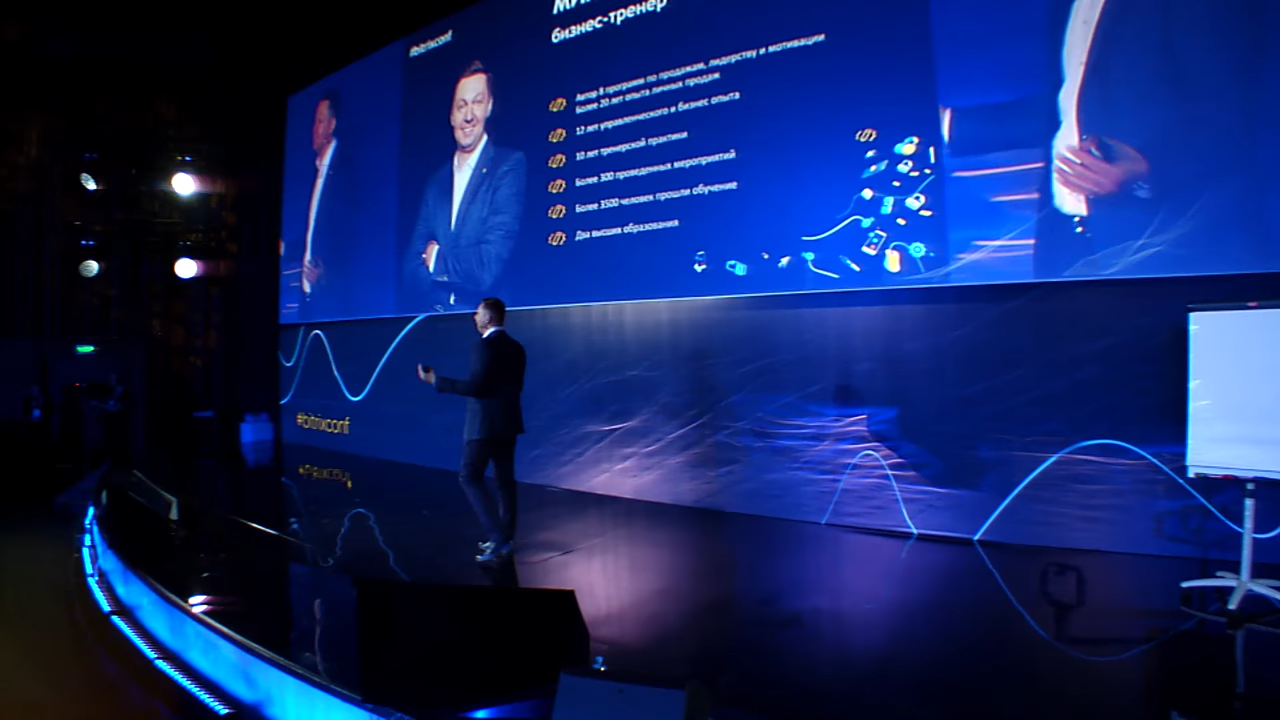 #bitrixconf
бизнес-тренер
Автор 8 программ по продажам, лидерству и мотивации
Более 20 лет опыта личных продаж
12 лет управленческого и бизнес опыта
10 лет тренерской практики
Более 300 проведенных мероприятий
Более 3500 человек прошли обучение
Два высших образования
#bitrixconf